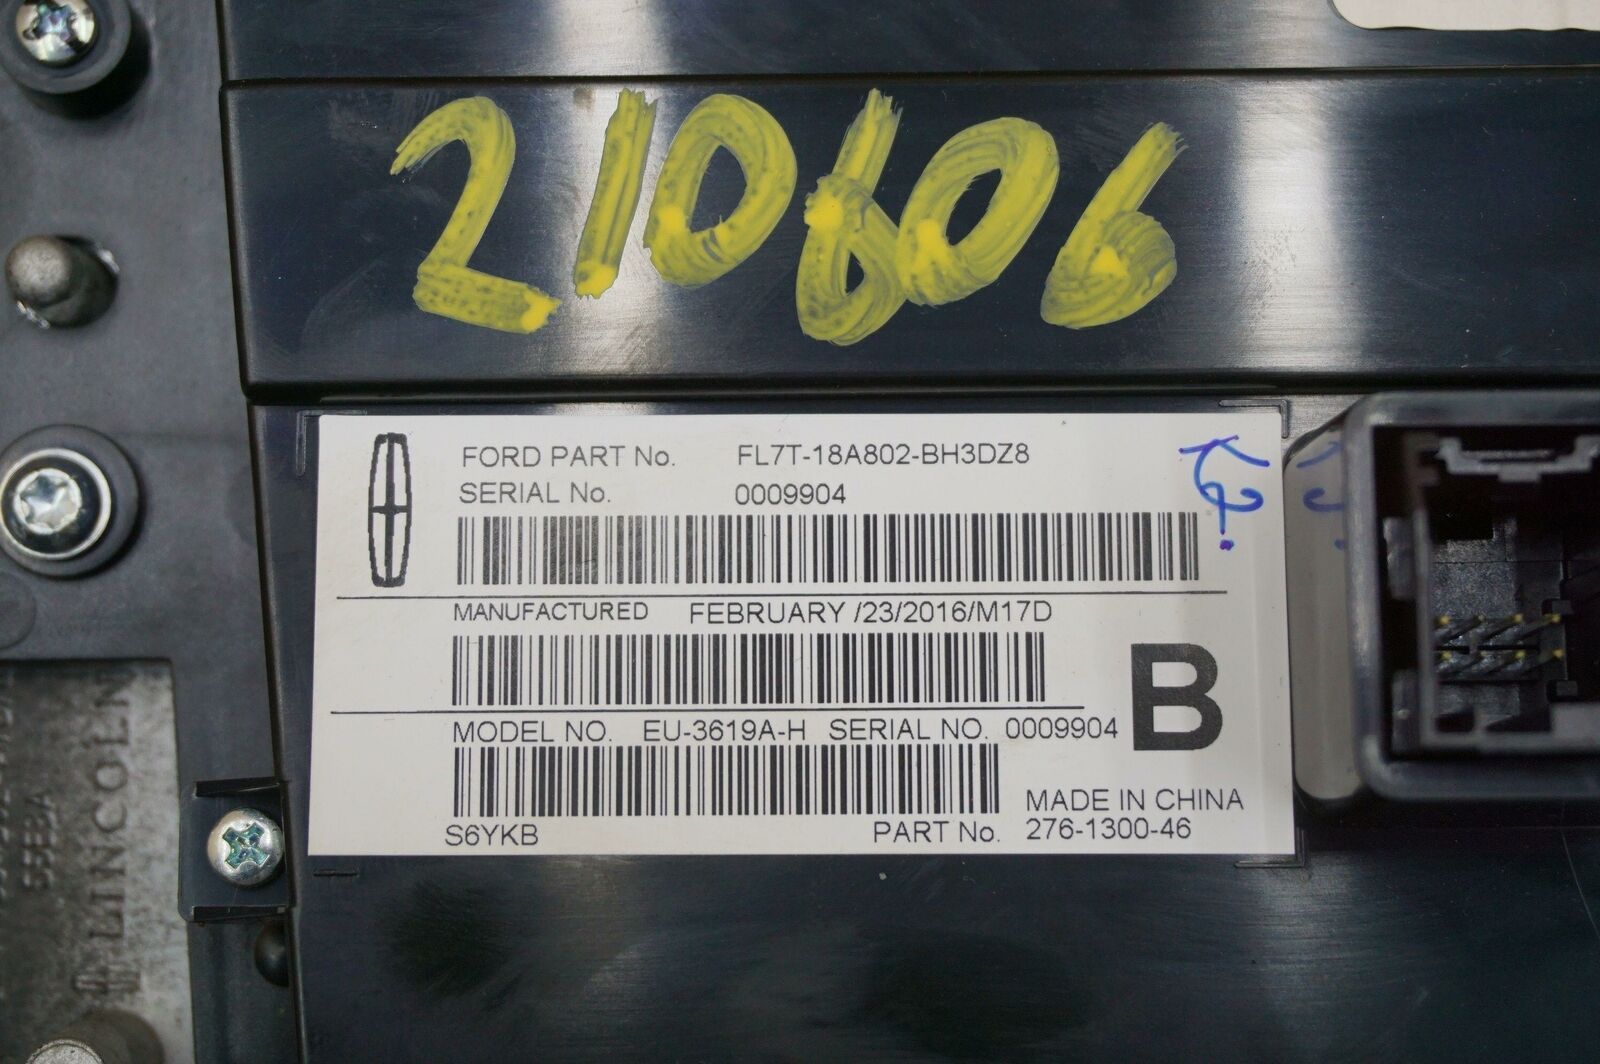 210606
FORD PART No. FL7T-18A802-BH3DZ8
SERIAL No. 0009904
MANUFACTURED FEBRUARY /23/2016/M17D
B
MODEL NO. EU-3619A-H SERIAL NO. 0009904
MADE IN CHINA
S6YKB PART No. 276-1300-46
LINCOLN